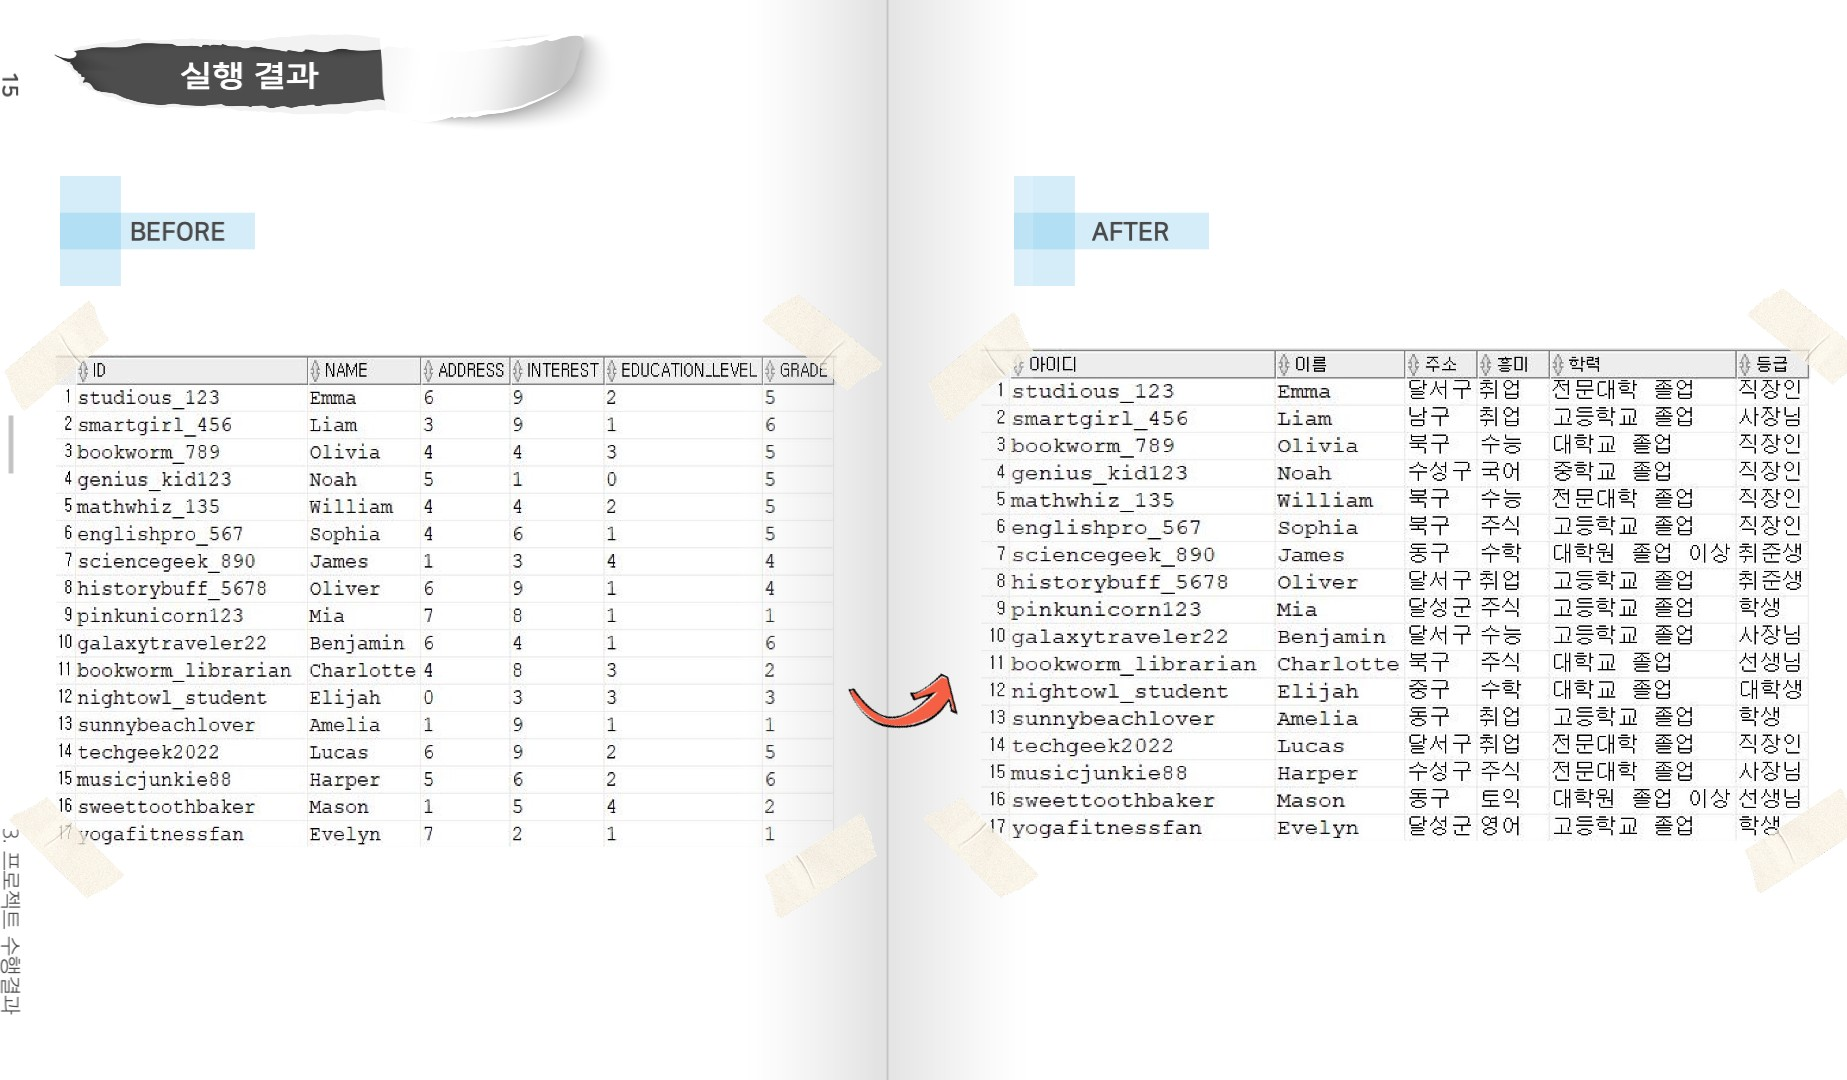 15
실행 결과
BEFORE
ID NAME ADDRESS INTEREST EDUCATION_LEVEL GRADE
1 studious_123 Emma 6 9 2 5
2 smartgirl_456 Liam 3 9 1 6
3 bookworm_789 Olivia 4 4 3 5
4 genius_kid123 Noah 5 1 0 5
5 mathwhiz_135 William 4 4 2 5
6 englishpro_567 Sophia 4 6 1 5
7 sciencegeek_890 James 1 3 4 4
8 historybuff_5678 Oliver 6 9 1 4
9 pinkunicorn123 Mia 7 8 1 1
10 galaxytraveler22 Benjamin 6 4 1 6
11 bookworm_librarian Charlotte 4 8 3 2
12 nightowl_student Elijah 0 3 3 3
13 sunnybeachlover Amelia 1 9 1 1
14 techgeek2022 Lucas 6 9 2 5
15 musicjunkie88 Harper 5 6 2 6
16 sweettoothbaker Mason 1 5 4 2
17 yogafitnessfan Evelyn 7 2 1 1
AFTER
아이디 이름 주소 흥미 학력 등급
1 studious_123 Emma 달서구 취업 전문대학 졸업 직장인
2 smartgirl_456 Liam 남구 취업 고등학교 졸업 사장님
3 bookworm_789 Olivia 북구 수능 대학교 졸업 직장인
4 genius_kid123 Noah 수성구 국어 중학교 졸업 직장인
5 mathwhiz_135 William 북구 수능 전문대학 졸업 직장인
6 englishpro_567 Sophia 북구 주식 고등학교 졸업 직장인
7 sciencegeek_890 James 동구 수학 대학원 졸업 이상 취준생
8 historybuff_5678 Oliver 달서구 취업 고등학교 졸업 취준생
9 pinkunicorn123 Mia 달성군 주식 고등학교 졸업 학생
10 galaxytraveler22 Benjamin 달서구 수능 고등학교 졸업 사장님
11 bookworm_librarian Charlotte 북구 주식 대학교 졸업 선생님
12 nightowl_student Elijah 중구 수학 대학교 졸업 대학생
13 sunnybeachlover Amelia 동구 취업 고등학교 졸업 학생
14 techgeek2022 Lucas 달서구 취업 전문대학 졸업 직장인
15 musicjunkie88 Harper 수성구 주식 전문대학 졸업 사장님
16 sweettoothbaker Mason 동구 토익 대학원 졸업 이상 선생님
17 yogafitnessfan Evelyn 달성군 영어 고등학교 졸업 학생
3. 프로젝트 수행결과